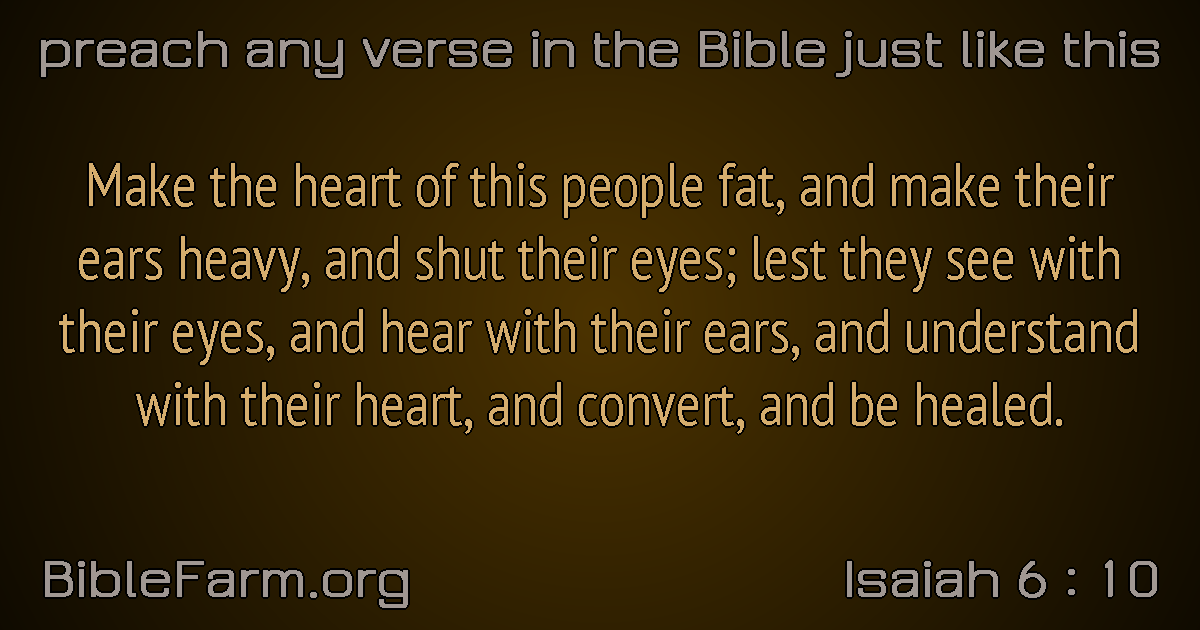 preach any verse in the Bible just like this
Make the heart of this people fat, and make their
ears heavy, and shut their eyes; lest they see with
their eyes, and hear with their ears, and understand
with their heart, and convert, and be healed.
BibleFarm.org
Isaiah 6 : 10